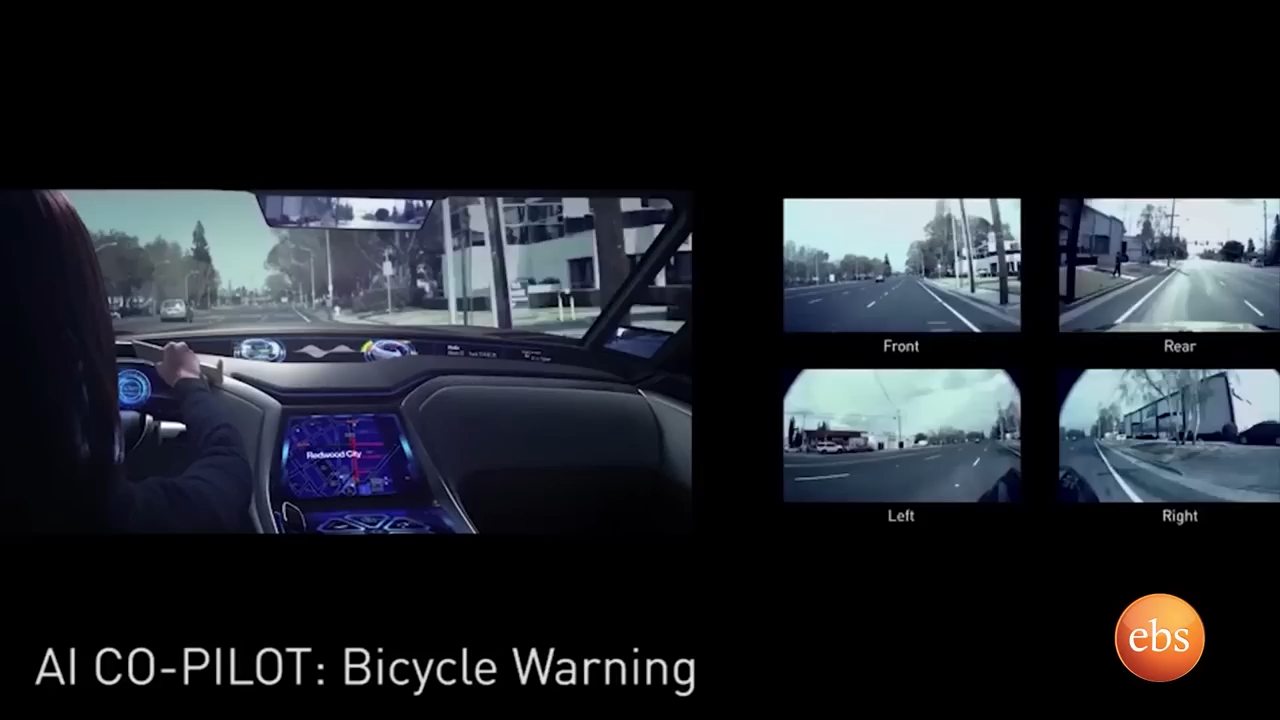 Redwood City
Front
Rear
Left
Right
AI CO-PILOT: Bicycle Warning
ebs